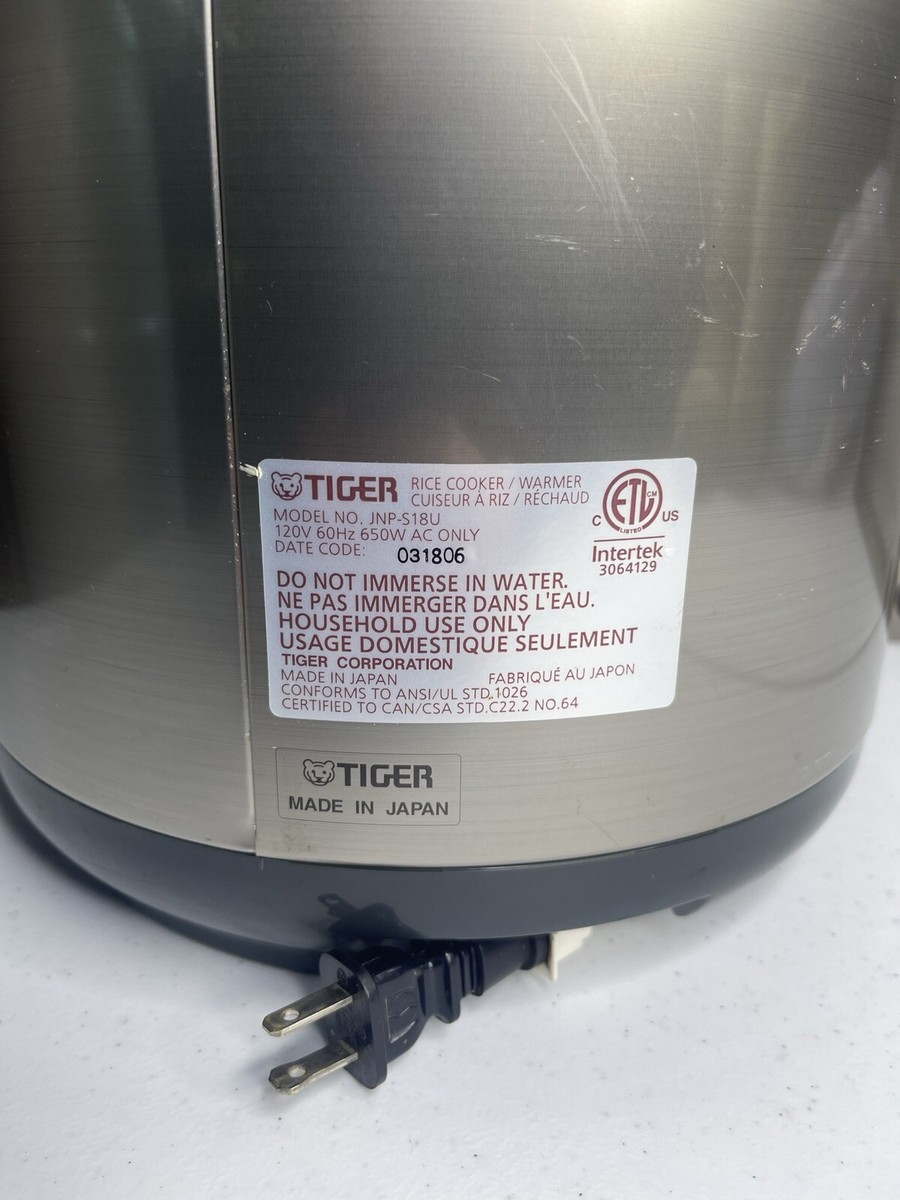 TIGER RICE COOKER / WARMER
CUISEUR À RIZ / RÉCHAUD
MODEL NO. JNP-S18U
120V 60Hz 650W AC ONLY
DATE CODE: 031806
C ETL CM US
LISTED
Intertek
3064129
DO NOT IMMERSE IN WATER.
NE PAS IMMERGER DANS L'EAU.
HOUSEHOLD USE ONLY
USAGE DOMESTIQUE SEULEMENT
TIGER CORPORATION
MADE IN JAPAN FABRIQUÉ AU JAPON
CONFORMS TO ANSI/UL STD.1026
CERTIFIED TO CAN/CSA STD.C22.2 NO.64
TIGER
MADE IN JAPAN